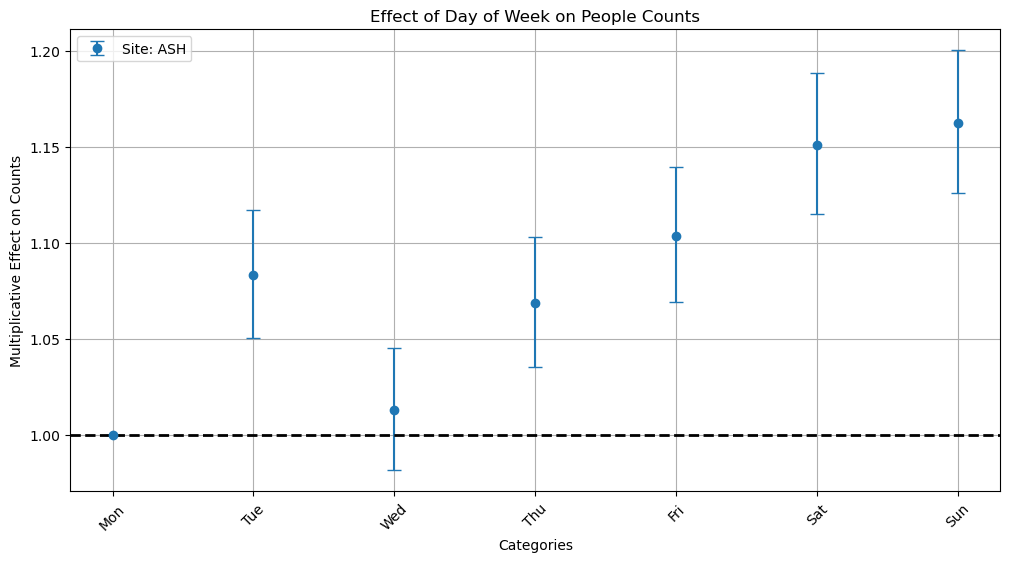 Effect of Day of Week on People Counts
Site: ASH
Multiplicative Effect on Counts
1.20
1.15
1.10
1.05
1.00
Mon Tue Wed Thu Fri Sat Sun
Categories